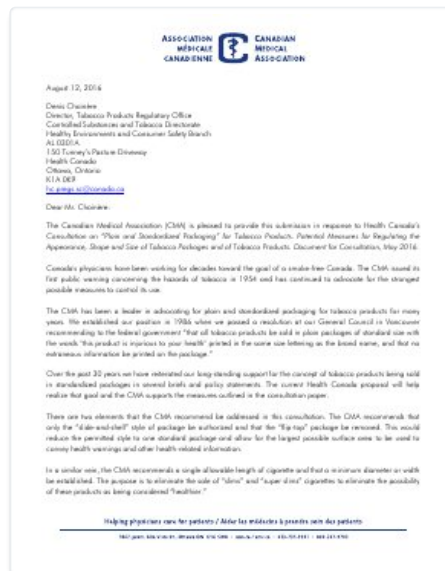 ASSOCIATION MÉDICALE CANADIENNE
CANADIAN MEDICAL ASSOCIATION
August 12, 2016
Denis Choinière
Director, Tobacco Products Regulatory Office
Controlled Substances and Tobacco Directorate
Healthy Environments and Consumer Safety Branch
AL 0301A
150 Tunney's Pasture Driveway
Health Canada
Ottawa, Ontario
K1A 0K9
hc.pregs.sc@canada.ca
Dear Mr. Choinière:
The Canadian Medical Association (CMA) is pleased to provide this submission in response to Health Canada's
Consultation on "Plain and Standardized Packaging" for Tobacco Products. Potential Measures for Regulating the
Appearance, Shape and Size of Tobacco Packages and of Tobacco Products. Document for Consultation, May 2016.
Canada's physicians have been working for decades toward the goal of a smoke-free Canada. The CMA issued its
first public warning concerning the hazards of tobacco in 1954 and has continued to advocate for the strongest
possible measures to control its use.
The CMA has been a leader in advocating for plain and standardized packaging for tobacco products for many
years. We established our position in 1986 when we passed a resolution at our General Council in Vancouver
recommending to the federal government "that all tobacco products be sold in plain packages of standard size with
the words "this product is injurious to your health" printed in the same size lettering as the brand name, and that no
extraneous information be printed on the package."
Over the past 30 years we have reiterated our long-standing support for the concept of tobacco products being sold
in standardized packages in several briefs and policy statements. The current Health Canada proposal will help
realize that goal and the CMA supports the measures outlined in the consultation paper.
There are two elements that the CMA recommend be addressed in this consultation. The CMA recommends that
only the "slide-and-shell" style of package be authorized and that the "flip top" package be removed. This would
reduce the permitted style to one standard package and allow for the largest possible surface area to be used to
convey health warnings and other health-related information.
In a similar vein, the CMA recommends a single allowable length of cigarette and that a minimum diameter or width
be established. The purpose is to eliminate the sale of "slims" and "super slims" cigarettes to eliminate the possibility
of these products as being considered "healthier."
Helping physicians care for patients / Aider les médecins à prendre soin des patients